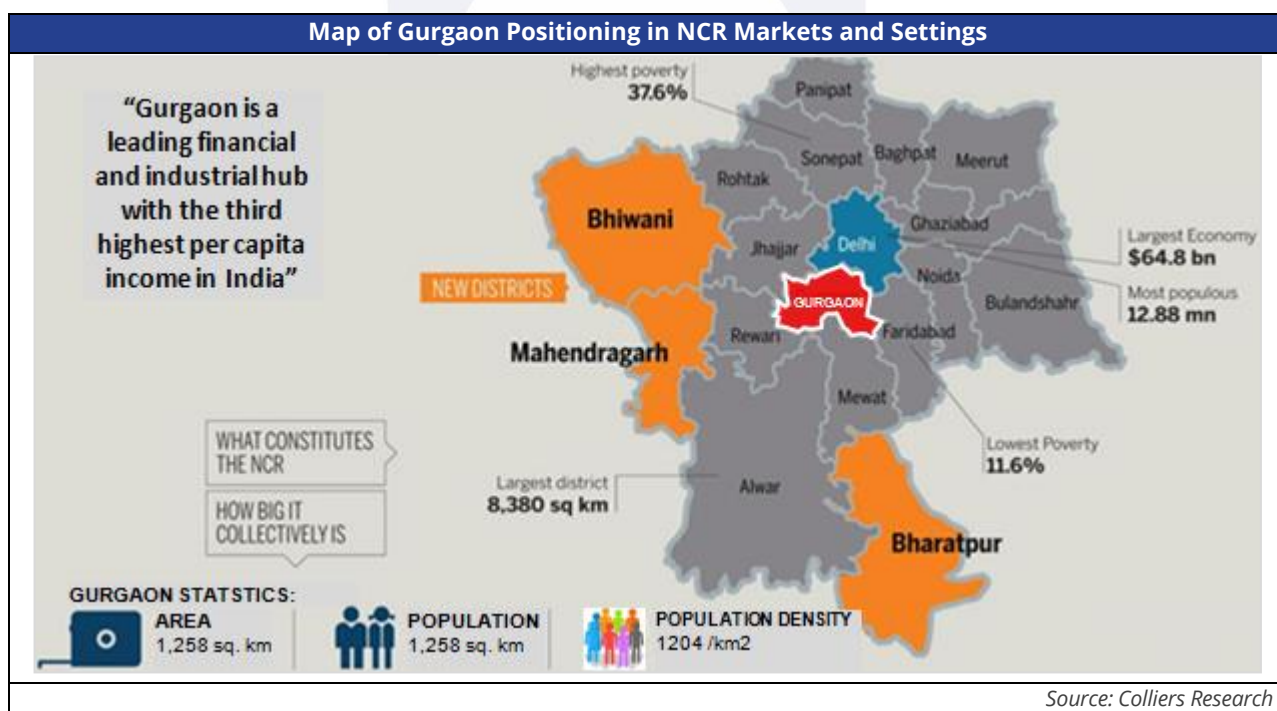 Map of Gurgaon Positioning in NCR Markets and Settings
"Gurgaon is a
leading financial
and industrial hub
with the third
highest per capita
income in India"
Highest poverty
37.6%
Panipat
Sonepat
Baghpat
Meerut
Rohtak
Bhiwani
Jhajjar
Delhi
Ghaziabad
Largest Economy
$64.8 bn
NEW DISTRICTS
Noida
Most populous
12.88 mn
GURGAON
Bulandshahr
Rewari
Faridabad
Mahendragarh
Mewat
WHAT CONSTITUTES
THE NCR
Lowest Poverty
11.6%
Largest district
8,380 sq km
Alwar
HOW BIG IT
COLLECTIVELY IS
Bharatpur
GURGAON STATSTICS:
AREA
1,258 sq. km
POPULATION
1,258 sq. km
POPULATION DENSITY
1204 /km2
Source: Colliers Research